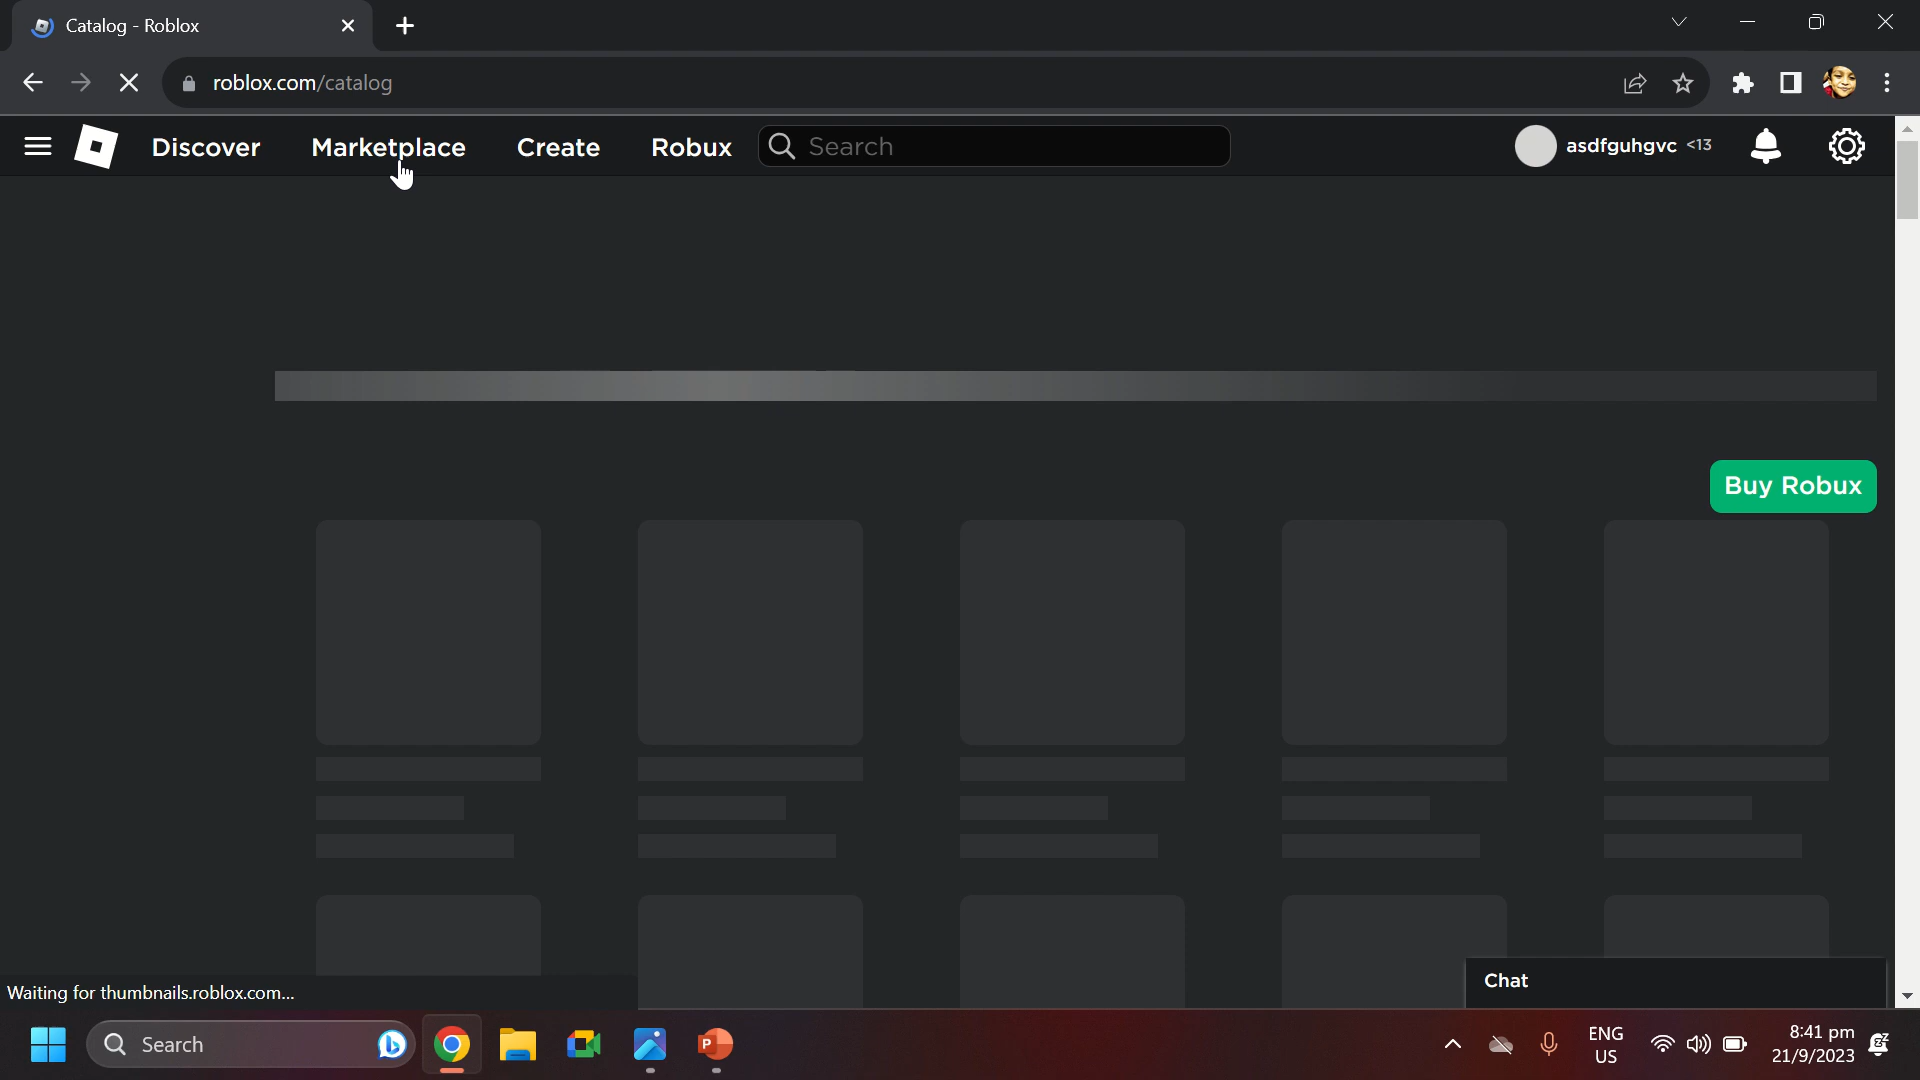 Catalog - Roblox
roblox.com/catalog
Discover Marketplace Create Robux Search asdfguhgvc <13
Buy Robux
Chat
Waiting for thumbnails.roblox.com...
Search
P
ENG
US
8:41 pm
21/9/2023